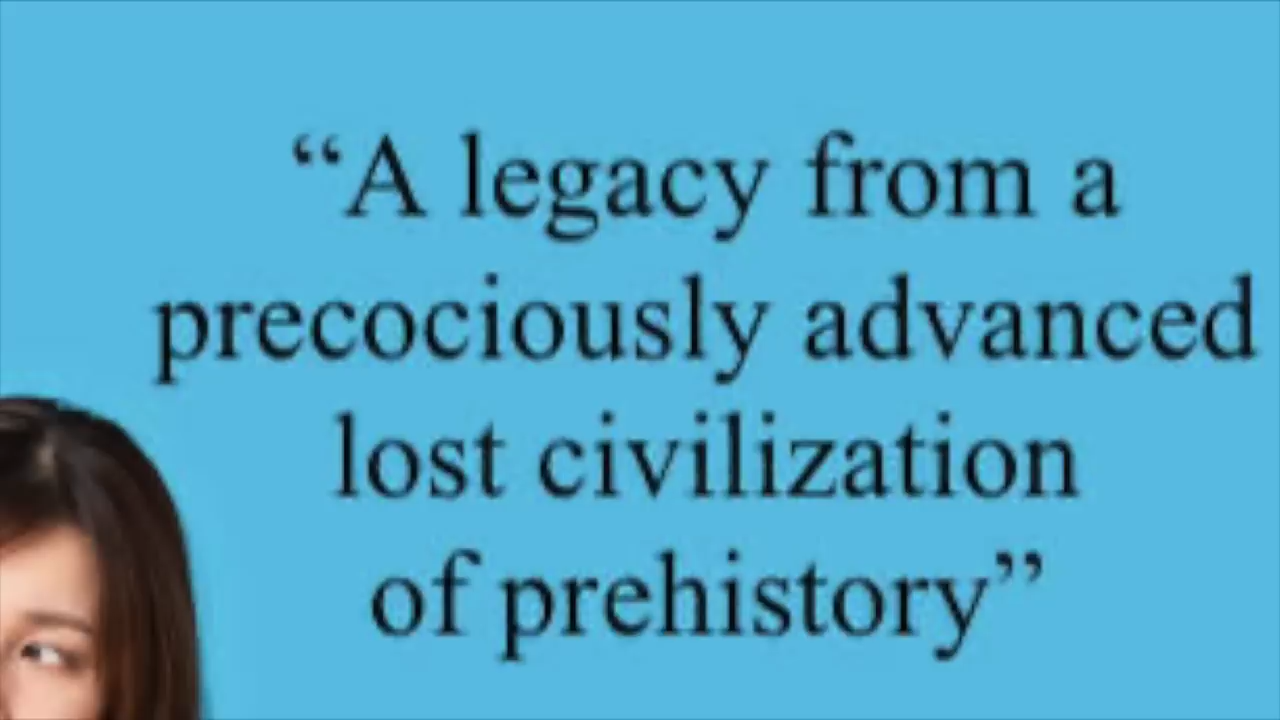 “A legacy from a
precociously advanced
lost civilization
of prehistory”